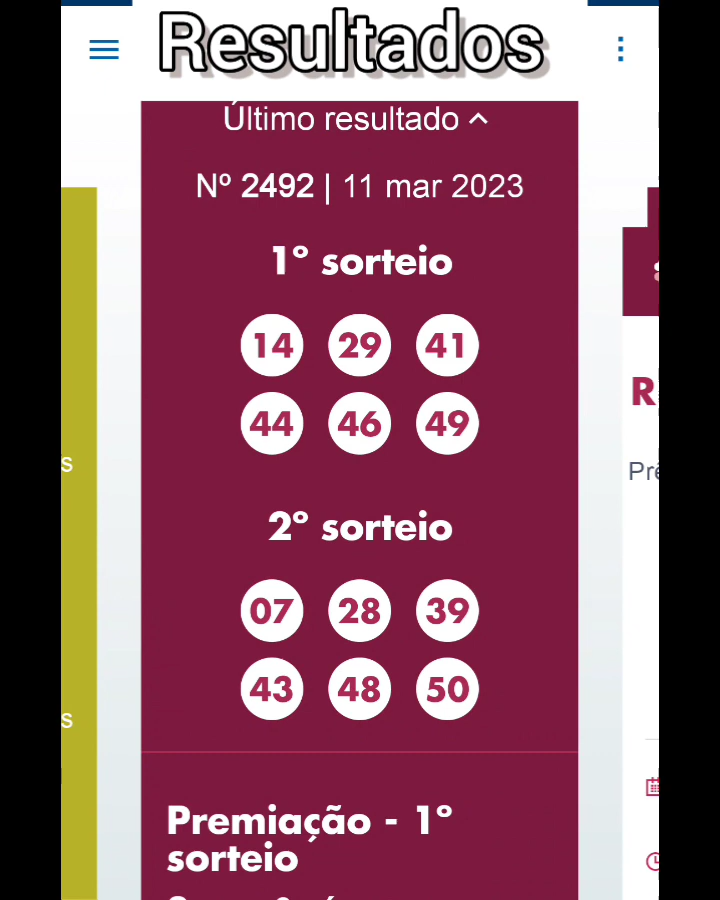 Resultados
Último resultado
Nº 2492 | 11 mar 2023
1º sorteio
14 29 41
44 46 49
2º sorteio
07 28 39
43 48 50
Premiação - 1º
sorteio